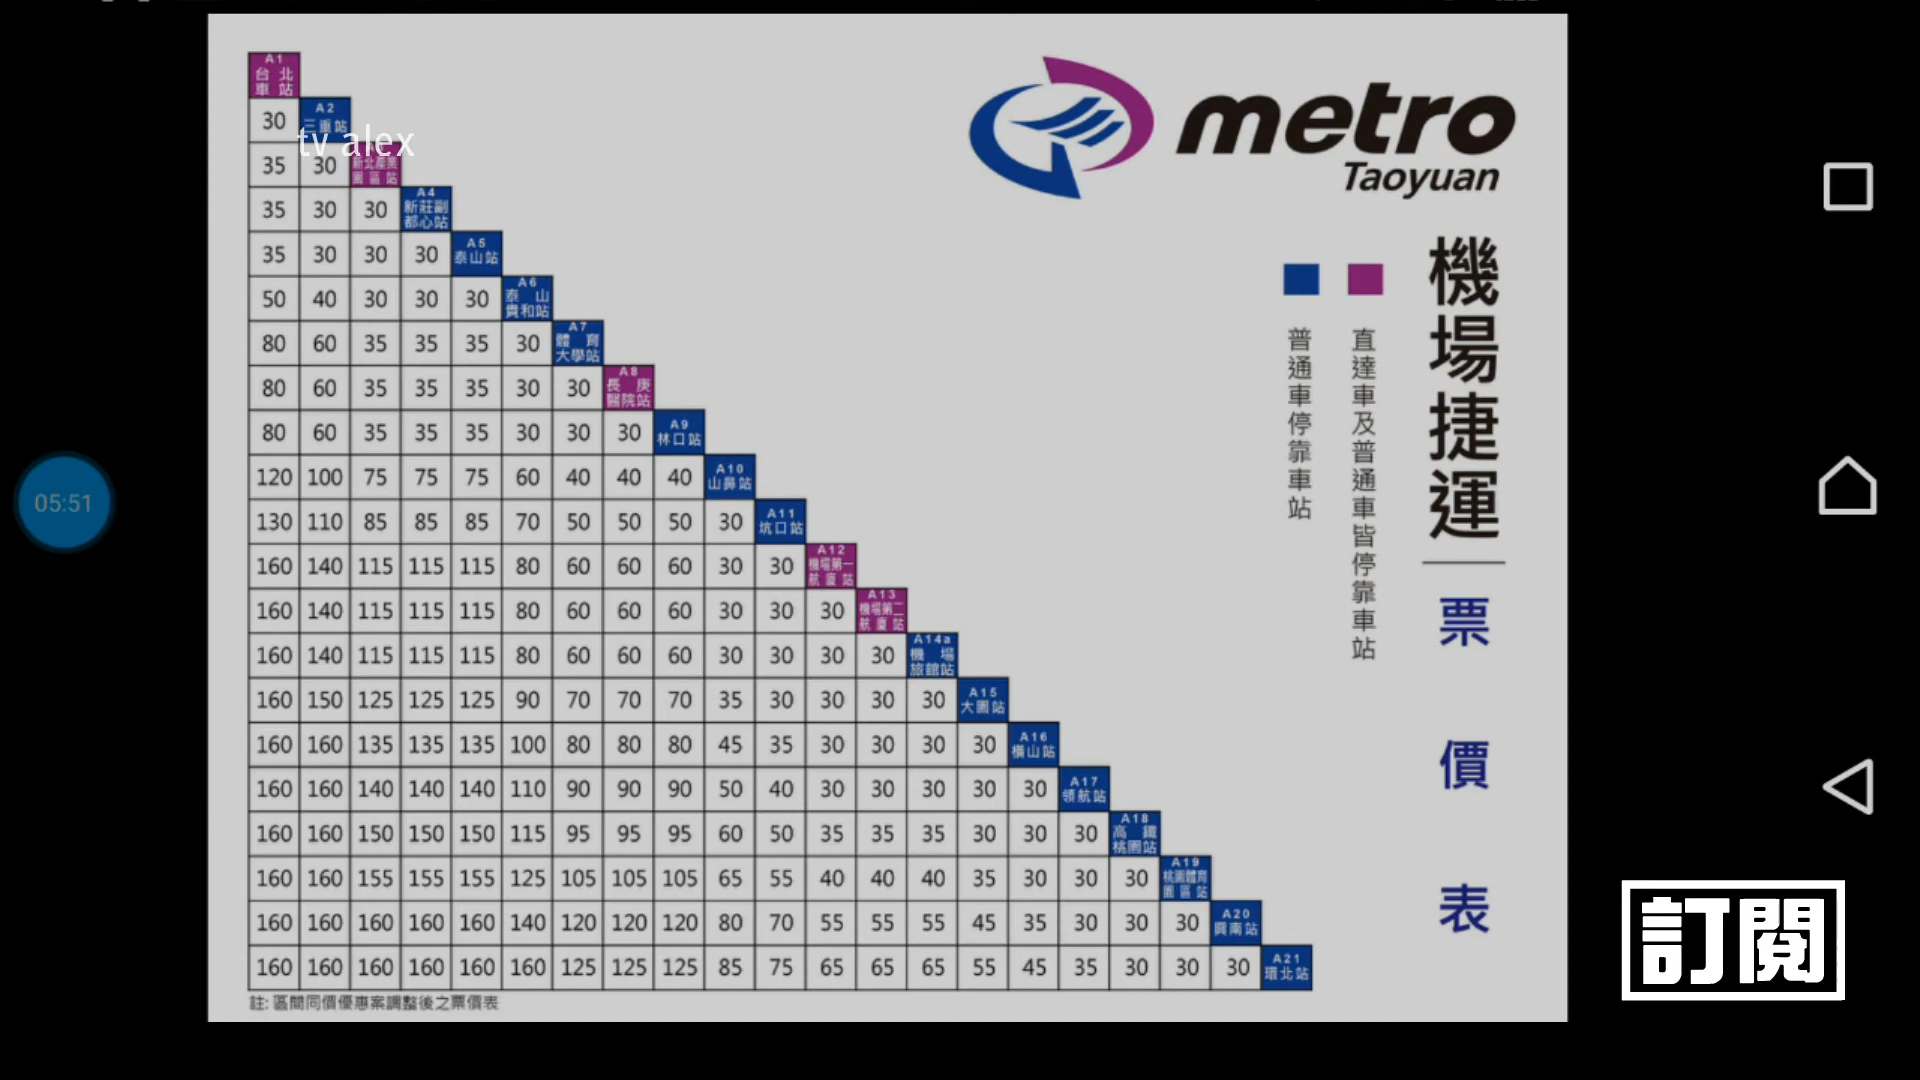 A1
台北
車站
30 A2
三重站
tv alex
35 30 新北產業
園區站
35 30 30 A4
新莊副
都心站
35 30 30 30 A5
泰山站
50 40 30 30 30 A6
泰山
貴和站
80 60 35 35 35 30 A7
體育
大學站
80 60 35 35 35 30 30 A8
長庚
醫院站
80 60 35 35 35 30 30 30 A9
林口站
120 100 75 75 75 60 40 40 40 A10
山鼻站
130 110 85 85 85 70 50 50 50 30 A11
坑口站
160 140 115 115 115 80 60 60 60 30 30 A12
機場第一
航廈站
160 140 115 115 115 80 60 60 60 30 30 30 A13
機場第二
航廈站
160 140 115 115 115 80 60 60 60 30 30 30 30 A14a
機場
旅館站
160 150 125 125 125 90 70 70 70 35 30 30 30 30 A15
大園站
160 160 135 135 135 100 80 80 80 45 35 30 30 30 30 A16
橫山站
160 160 140 140 140 110 90 90 90 50 40 30 30 30 30 30 A17
領航站
160 160 150 150 150 115 95 95 95 60 50 35 35 35 30 30 30 A18
高鐵
桃園站
160 160 155 155 155 125 105 105 105 65 55 40 40 40 35 30 30 30 A19
桃園體育
園區站
160 160 160 160 160 140 120 120 120 80 70 55 55 55 45 35 30 30 30 A20
興南站
160 160 160 160 160 160 125 125 125 85 75 65 65 65 55 45 35 30 30 30 A21
環北站
註: 區間同價優惠案調整後之票價表
metro
Taoyuan
機場捷運
票價表
直達車及普通車皆停靠車站
普通車停靠車站
05:51
訂閱